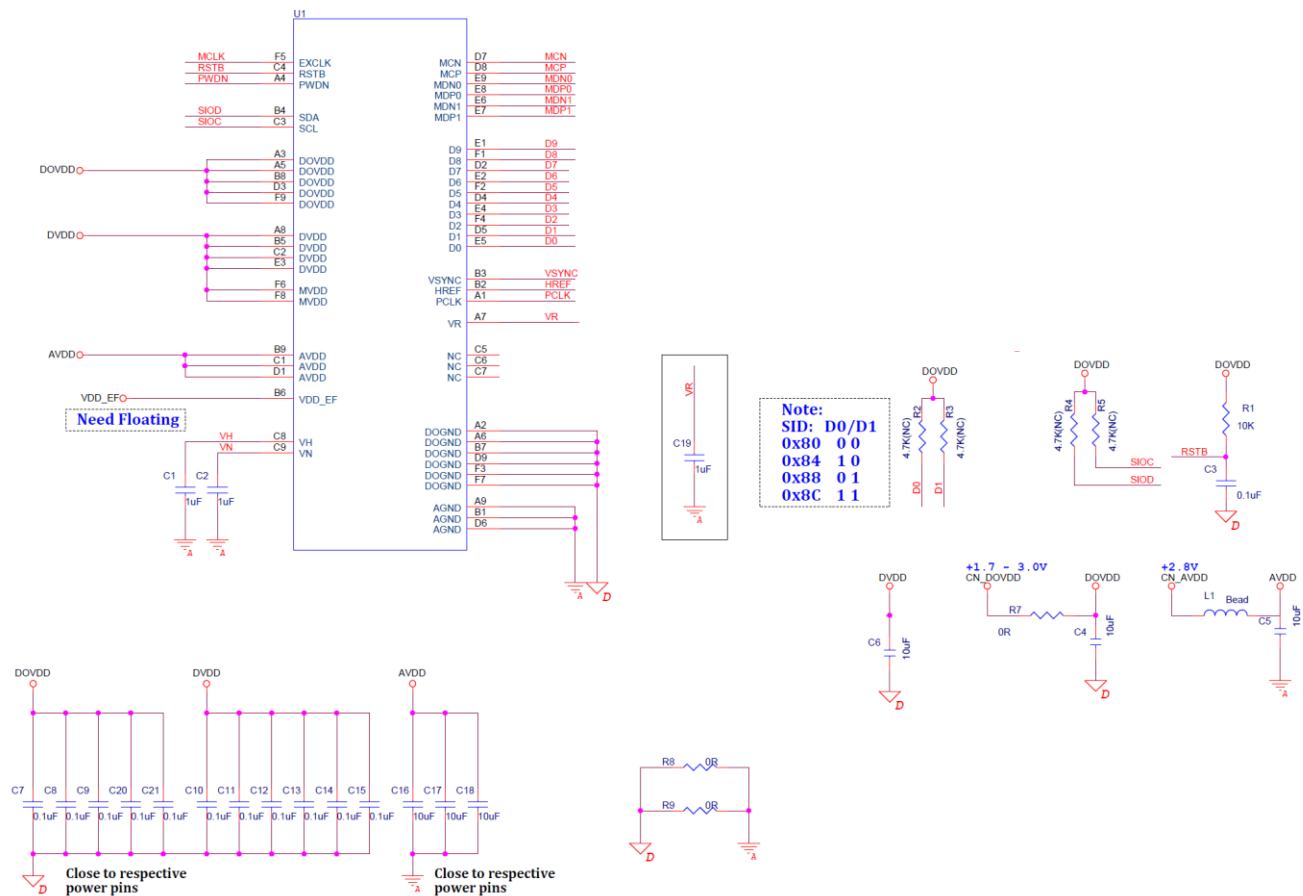 U1
MCLK F5 EXCLK
RSTB C4 RSTB
PWDN A4 PWDN
SIOD B4 SDA
SIOC C3 SCL
DOVDD
A3 DOVDD
A5 DOVDD
B8 DOVDD
D3 DOVDD
F9 DOVDD
DVDD
A8 DVDD
B5 DVDD
C2 DVDD
E3 DVDD
F6 MVDD
F8 MVDD
AVDD
B9 AVDD
C1 AVDD
D1 AVDD
VDD_EF B6 VDD_EF
Need Floating
VH C8 VH
VN C9 VN
C1 C2
1uF 1uF
A A
MCN D7 MCN
MCP D8 MCP
MDN0 E9 MDN0
MDP0 E8 MDP0
MDN1 E6 MDN1
MDP1 E7 MDP1
D9 E1 D9
D8 F1 D8
D7 D2 D7
D6 E2 D6
D5 F2 D5
D4 D4 D4
D3 E4 D3
D2 F4 D2
D1 D5 D1
D0 E5 D0
VSYNC B3 VSYNC
HREF B2 HREF
PCLK A1 PCLK
VR A7 VR
NC C5
NC C6
NC C7
DOGND A2
DOGND A6
DOGND B7
DOGND D9
DOGND F3
DOGND F7
AGND A9
AGND B1
AGND D6
A D
VR
C19
1uF
A
Note:
SID: D0/D1
0x80 0 0
0x84 1 0
0x88 0 1
0x8C 1 1
DOVDD
R2 R3
4.7K(NC) 4.7K(NC)
D0 D1
DOVDD
R4 R5
4.7K(NC) 4.7K(NC)
SIOC
SIOD
DOVDD
R1
10K
RSTB
C3
0.1uF
D
DVDD
C6
10uF
D
+1.7 - 3.0V
CN_DOVDD DOVDD
R7
0R
C4
10uF
D
+2.8V
CN_AVDD AVDD
L1 Bead
C5
10uF
A
DOVDD
C7 C8 C9 C20 C21
0.1uF 0.1uF 0.1uF 0.1uF 0.1uF
D
Close to respective
power pins
DVDD
C10 C11 C12 C13 C14 C15
0.1uF 0.1uF 0.1uF 0.1uF 0.1uF 0.1uF
AVDD
C16 C17 C18
10uF 10uF 10uF
A
Close to respective
power pins
R8 0R
R9 0R
D A